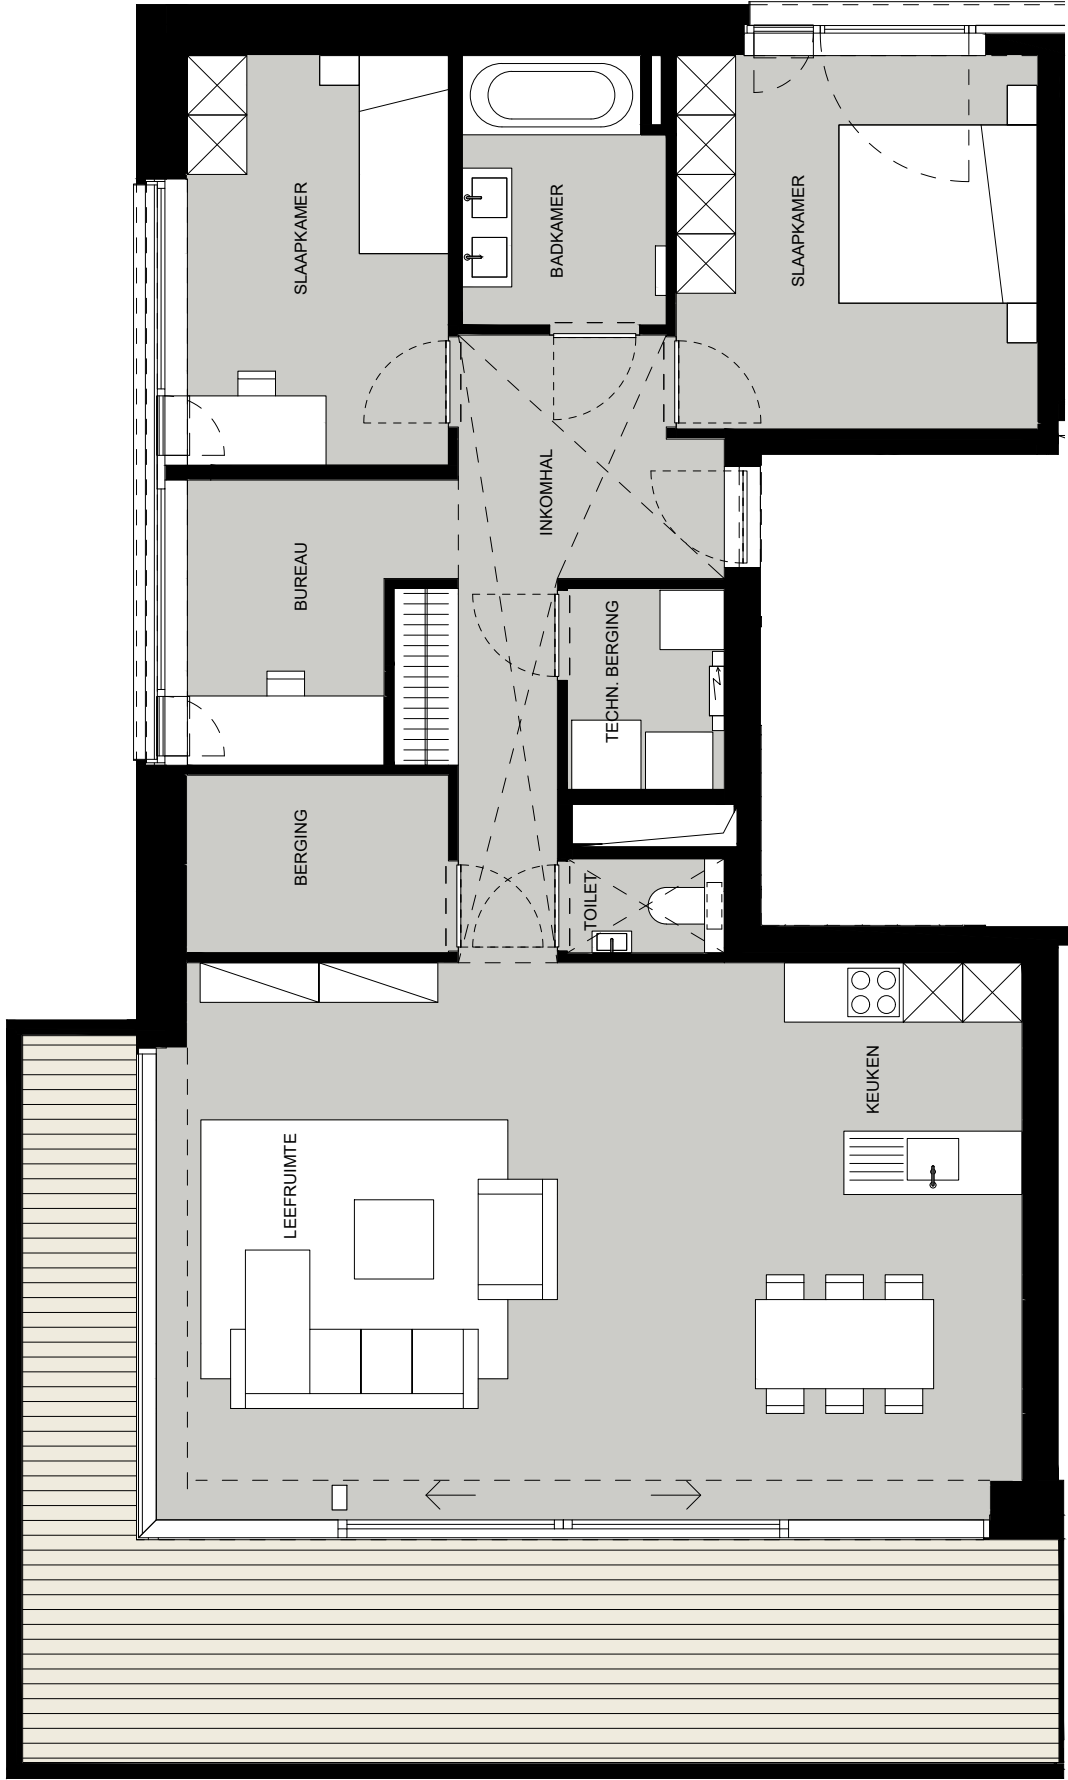 SLAAPKAMER
BADKAMER
SLAAPKAMER
INKOMHAL
BUREAU
TECHN. BERGING
BERGING
TOILET
KEUKEN
LEEFRUIMTE